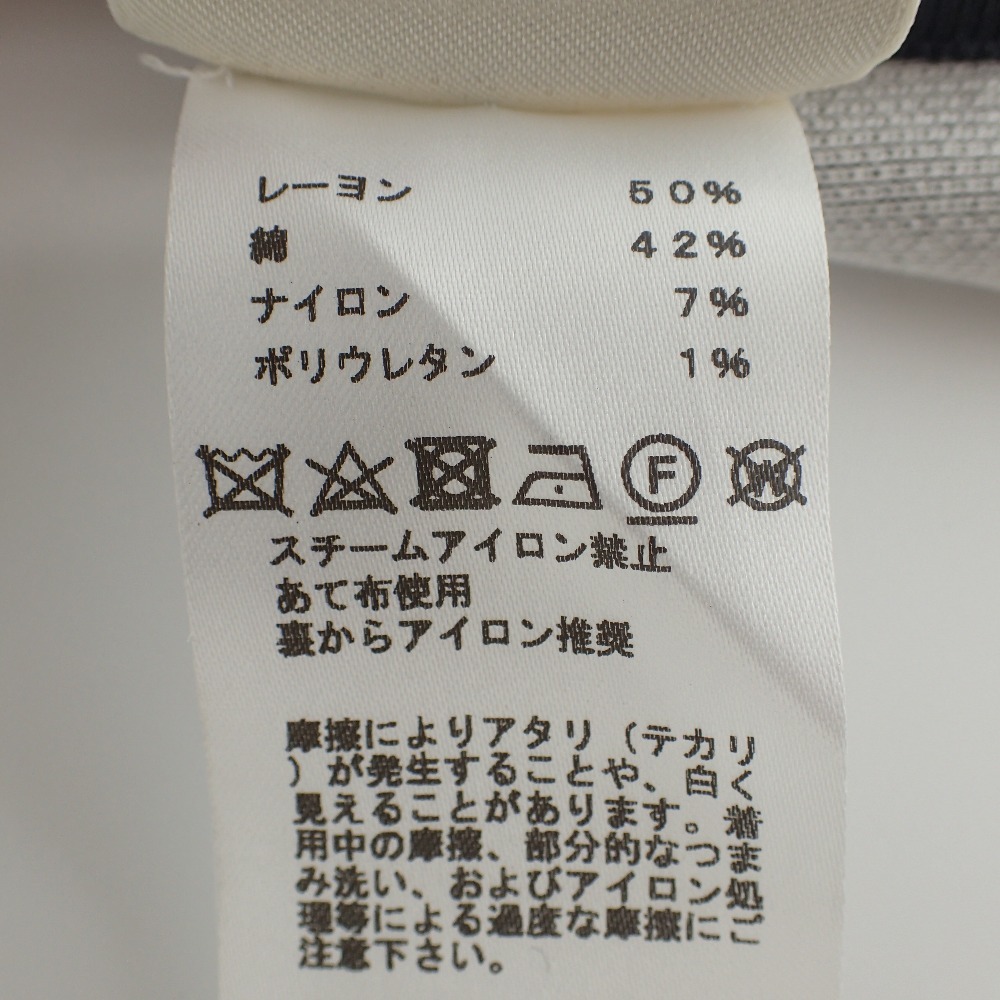 レーヨン 50%
綿 42%
ナイロン 7%
ポリウレタン 1%
F W
スチームアイロン禁止
あて布使用
裏からアイロン推奨
摩擦によりアタリ（テカリ
）が発生することや、白く
見えることがあります。着
用中の摩擦、部分的なつま
み洗い、およびアイロン処
理等による過度な摩擦にご
注意下さい。